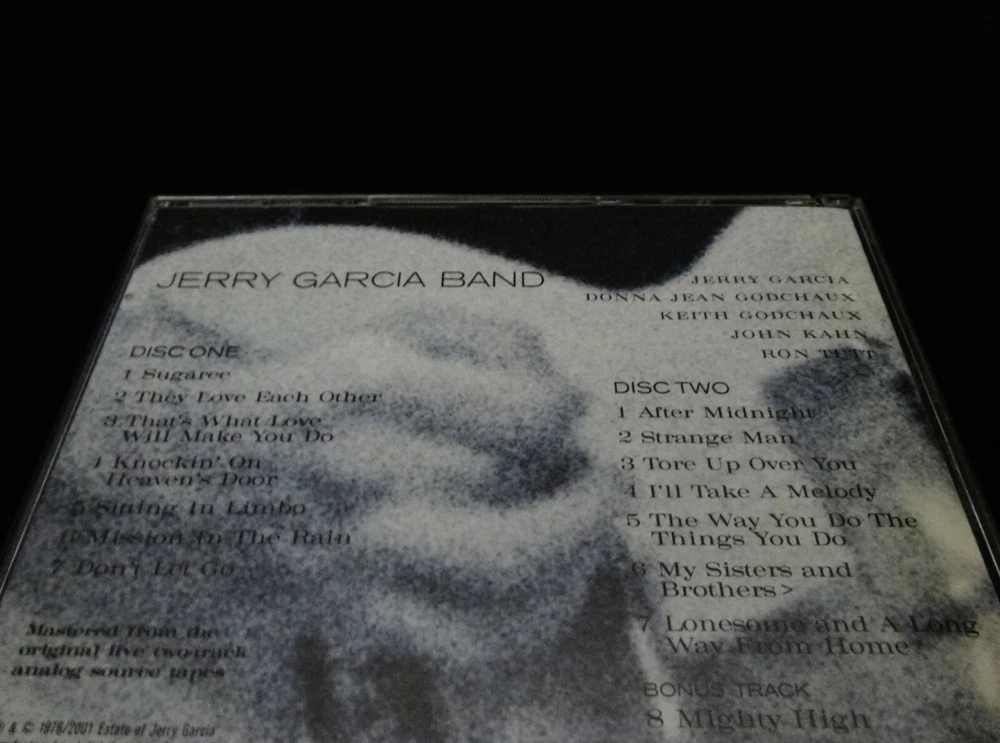 JERRY GARCIA BAND
JERRY GARCIA
DONNA JEAN GODCHAUX
KEITH GODCHAUX
JOHN KAHN
RON TUTT
DISC ONE
1 Sugaree
2 They Love Each Other
3 That's What Love
Will Make You Do
4 Knockin' On
Heaven's Door
5 Sitting In Limbo
6 Mission In The Rain
7 Don't Let Go
Mastered from the
original live two-track
analog source tapes
℗ & © 1976/2001 Estate of Jerry Garcia
DISC TWO
1 After Midnight
2 Strange Man
3 Tore Up Over You
4 I'll Take A Melody
5 The Way You Do The
Things You Do
6 My Sisters and
Brothers>
7 Lonesome and A Long
Way From Home
BONUS TRACK
8 Mighty High